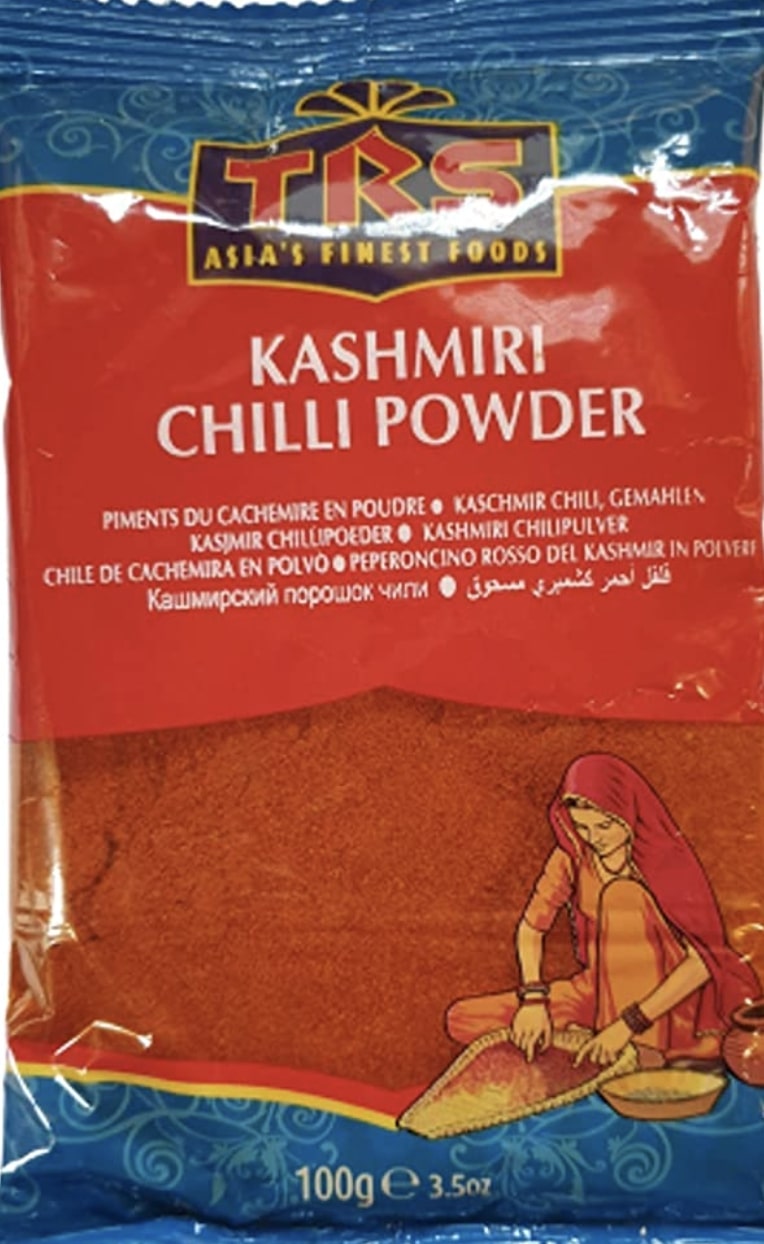 TRS
ASIA'S FINEST FOODS
KASHMIRI
CHILLI POWDER
PIMENTS DU CACHEMIRE EN POUDRE ● KASCHMIR CHILI, GEMAHLEN
KASJMIR CHILLIPOEDER ● KASHMIRI CHILIPULVER
CHILE DE CACHEMIRA EN POLVO ● PEPERONCINO ROSSO DEL KASHMIR IN POLVERE
Кашмирский порошок чили ● فلفل أحمر كشميري مسحوق
100g ℮ 3.5oz